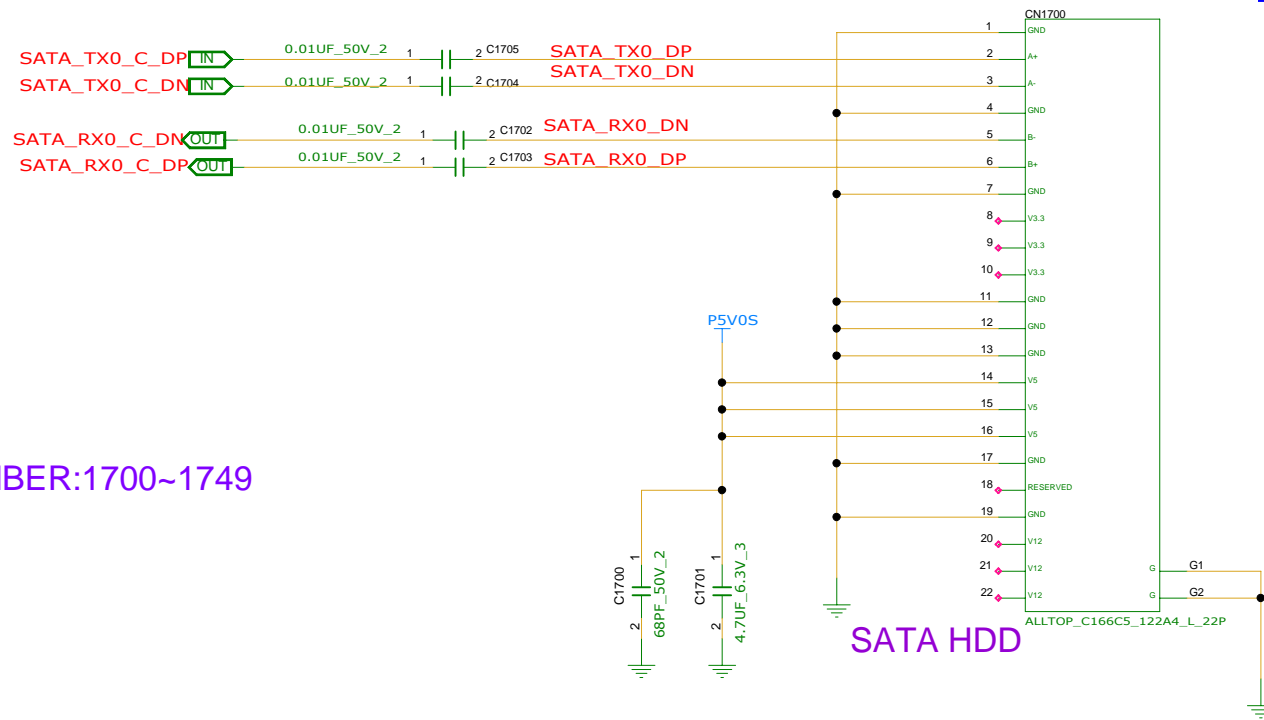 CN1700
1 GND
SATA_TX0_C_DP IN 0.01UF_50V_2 1 2 C1705 SATA_TX0_DP 2 A+
SATA_TX0_C_DN IN 0.01UF_50V_2 1 2 C1704 SATA_TX0_DN 3 A-
4 GND
SATA_RX0_C_DN OUT 0.01UF_50V_2 1 2 C1702 SATA_RX0_DN 5 B-
SATA_RX0_C_DP OUT 0.01UF_50V_2 1 2 C1703 SATA_RX0_DP 6 B+
7 GND
8 V3.3
9 V3.3
10 V3.3
11 GND
P5V0S
12 GND
13 GND
14 V5
15 V5
16 V5
17 GND
BER:1700~1749
18 RESERVED
19 GND
20 V12
21 V12 G G1
22 V12 G G2
C1700 1 2 68PF_50V_2
C1701 1 2 4.7UF_6.3V_3
ALLTOP_C166C5_122A4_L_22P
SATA HDD